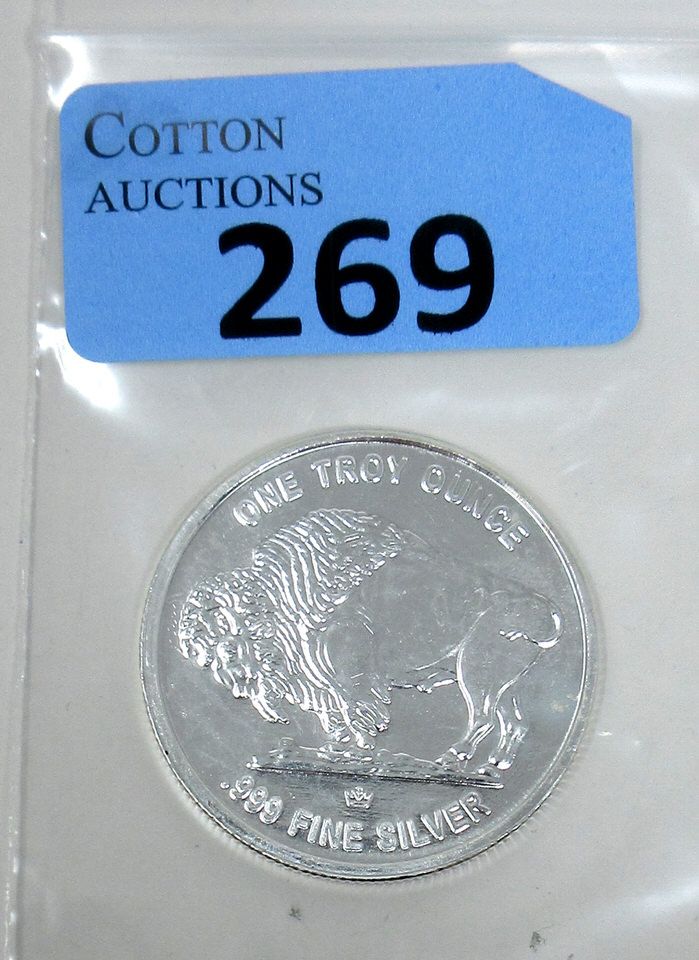 COTTON
AUCTIONS
269
ONE TROY OUNCE
.999 FINE SILVER